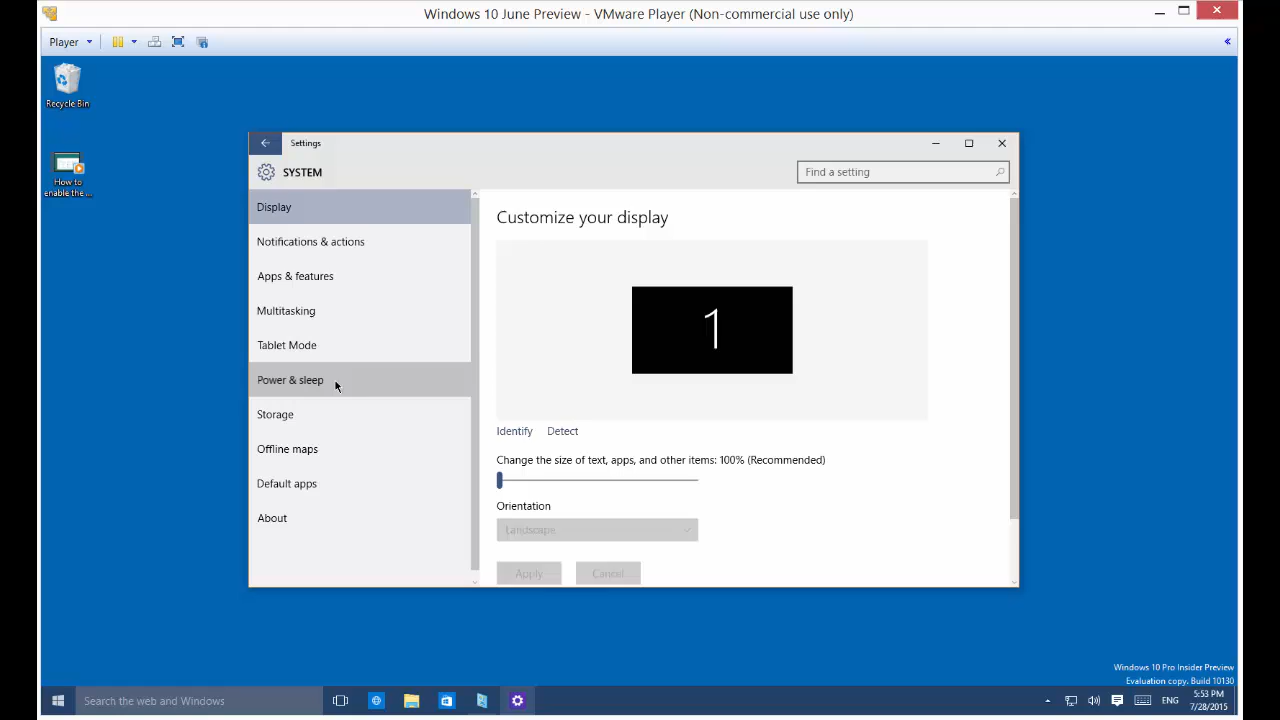 Windows 10 June Preview - VMware Player (Non-commercial use only)
Player
Recycle Bin
How to
enable the ...
Settings
SYSTEM
Find a setting
Display
Notifications & actions
Apps & features
Multitasking
Tablet Mode
Power & sleep
Storage
Offline maps
Default apps
About
Customize your display
1
Identify Detect
Change the size of text, apps, and other items: 100% (Recommended)
Orientation
Landscape
Apply Cancel
Windows 10 Pro Insider Preview
Evaluation copy. Build 10130
Search the web and Windows
ENG
5:53 PM
7/28/2015